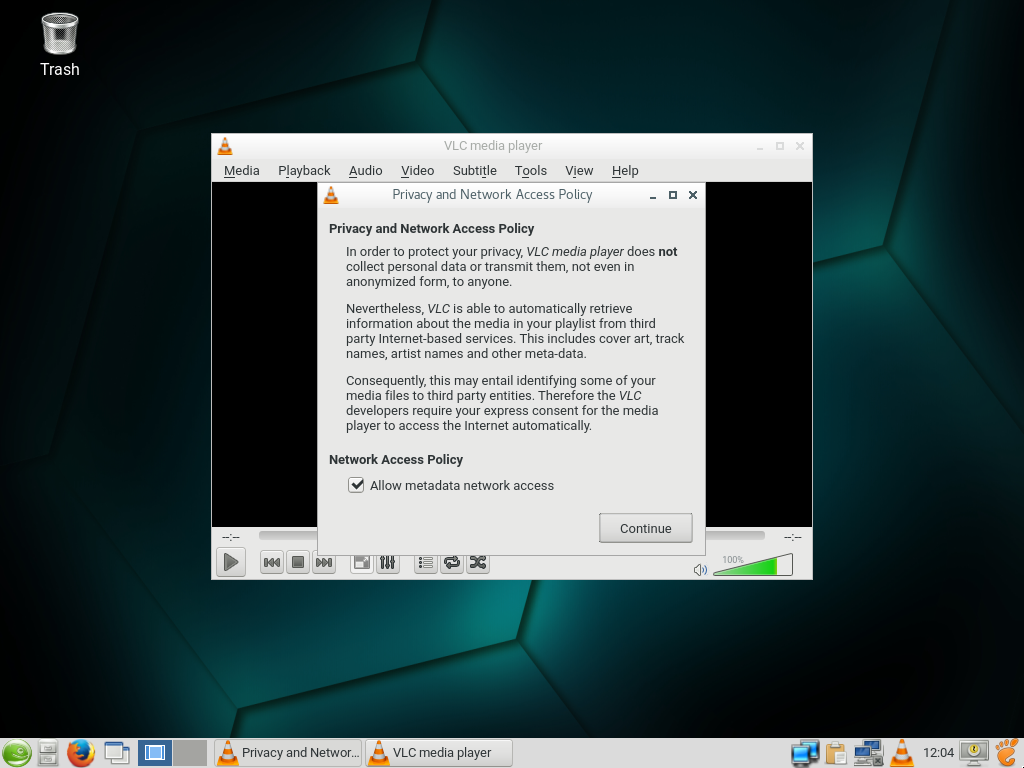 Trash
VLC media player
Media Playback Audio Video Subtitle Tools View Help
Privacy and Network Access Policy
Privacy and Network Access Policy
In order to protect your privacy, VLC media player does not
collect personal data or transmit them, not even in
anonymized form, to anyone.
Nevertheless, VLC is able to automatically retrieve
information about the media in your playlist from third
party Internet-based services. This includes cover art, track
names, artist names and other meta-data.
Consequently, this may entail identifying some of your
media files to third party entities. Therefore the VLC
developers require your express consent for the media
player to access the Internet automatically.
Network Access Policy
Allow metadata network access
Continue
--:-- --:--
100%
Privacy and Networ... VLC media player 12:04